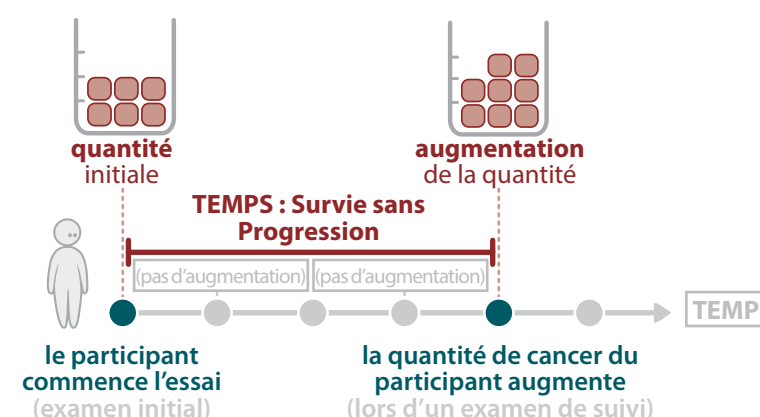 quantité
initiale
augmentation
de la quantité
TEMPS : Survie sans
Progression
(pas d'augmentation) (pas d'augmentation)
TEMP
le participant
commence l'essai
(examen initial)
la quantité de cancer du
participant augmente
(lors d'un examen de suivi)